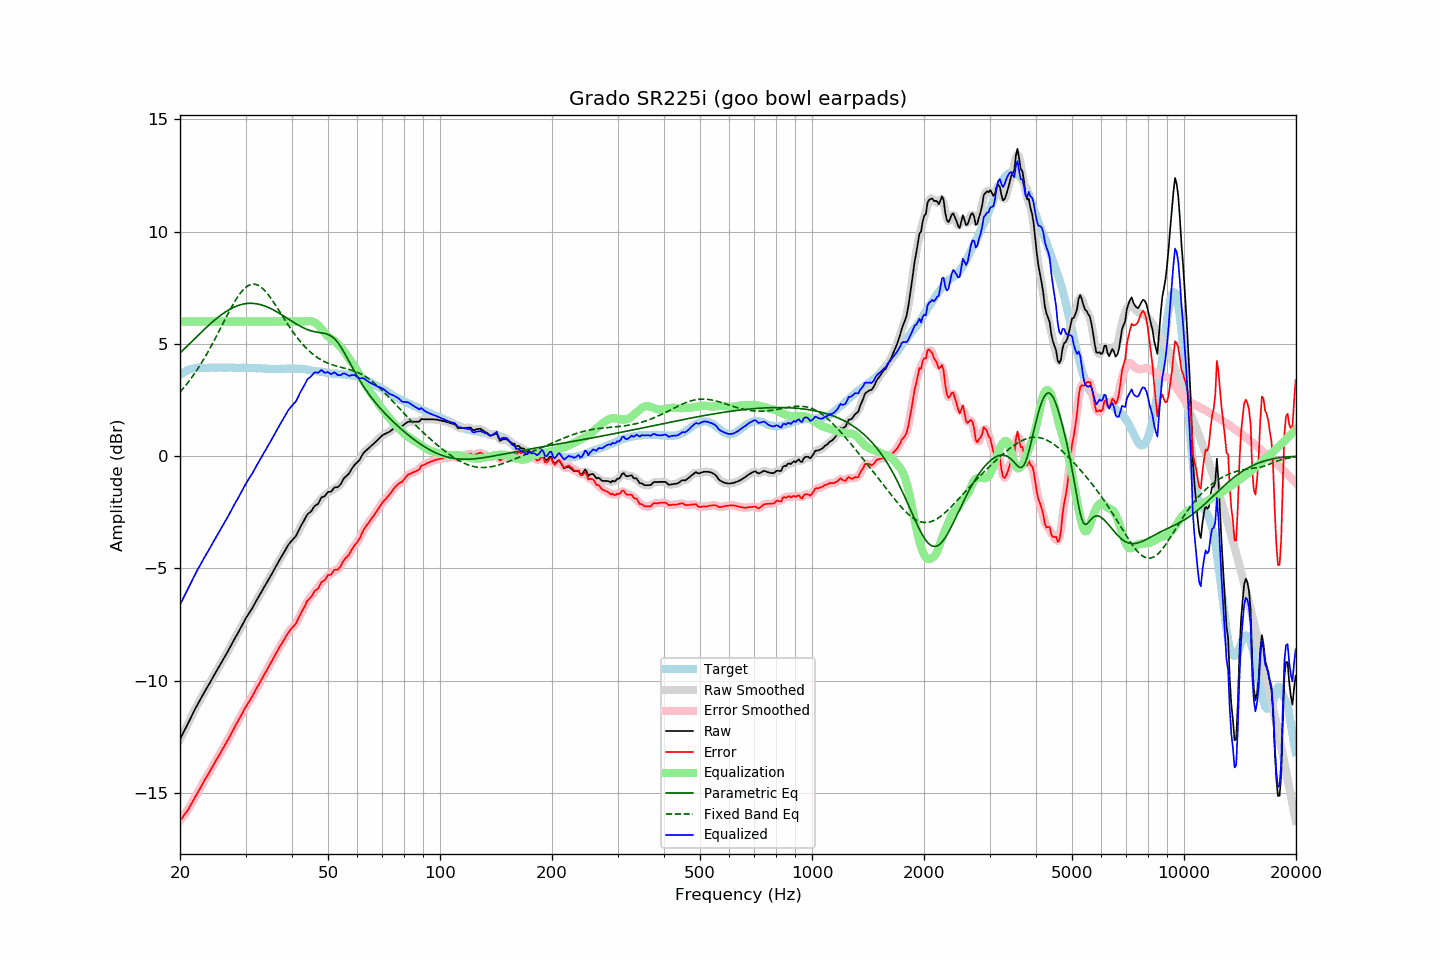 Grado SR225i (goo bowl earpads)
15
10
5
0
−5
−10
−15
Amplitude (dBr)
Target
Raw Smoothed
Error Smoothed
Raw
Error
Equalization
Parametric Eq
Fixed Band Eq
Equalized
20 50 100 200 500 1000 2000 5000 10000 20000
Frequency (Hz)